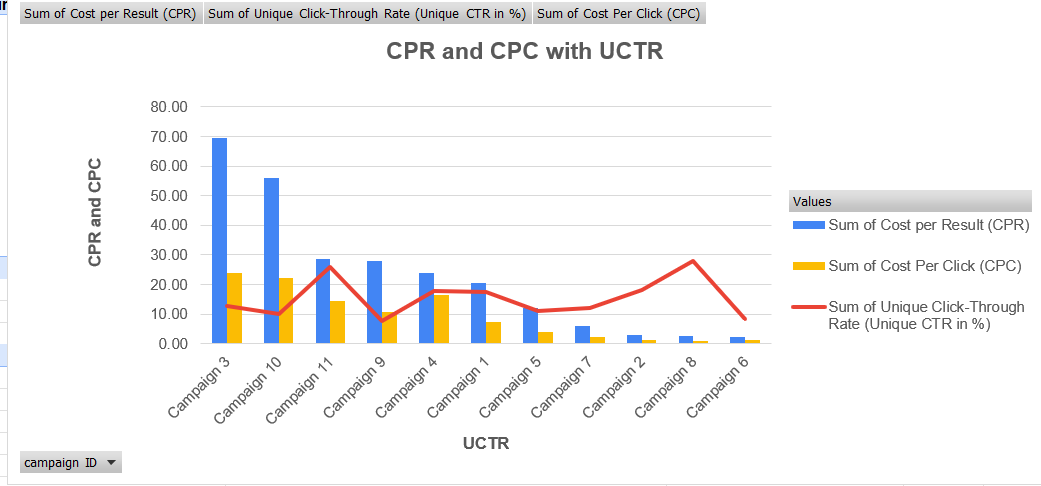 Sum of Cost per Result (CPR) Sum of Unique Click-Through Rate (Unique CTR in %) Sum of Cost Per Click (CPC)
CPR and CPC with UCTR
80.00
70.00
60.00
50.00
40.00
30.00
20.00
10.00
0.00
CPR and CPC
Campaign 3
Campaign 10
Campaign 11
Campaign 9
Campaign 4
Campaign 1
Campaign 5
Campaign 7
Campaign 2
Campaign 8
Campaign 6
UCTR
Values
Sum of Cost per Result (CPR)
Sum of Cost Per Click (CPC)
Sum of Unique Click-Through
Rate (Unique CTR in %)
campaign ID